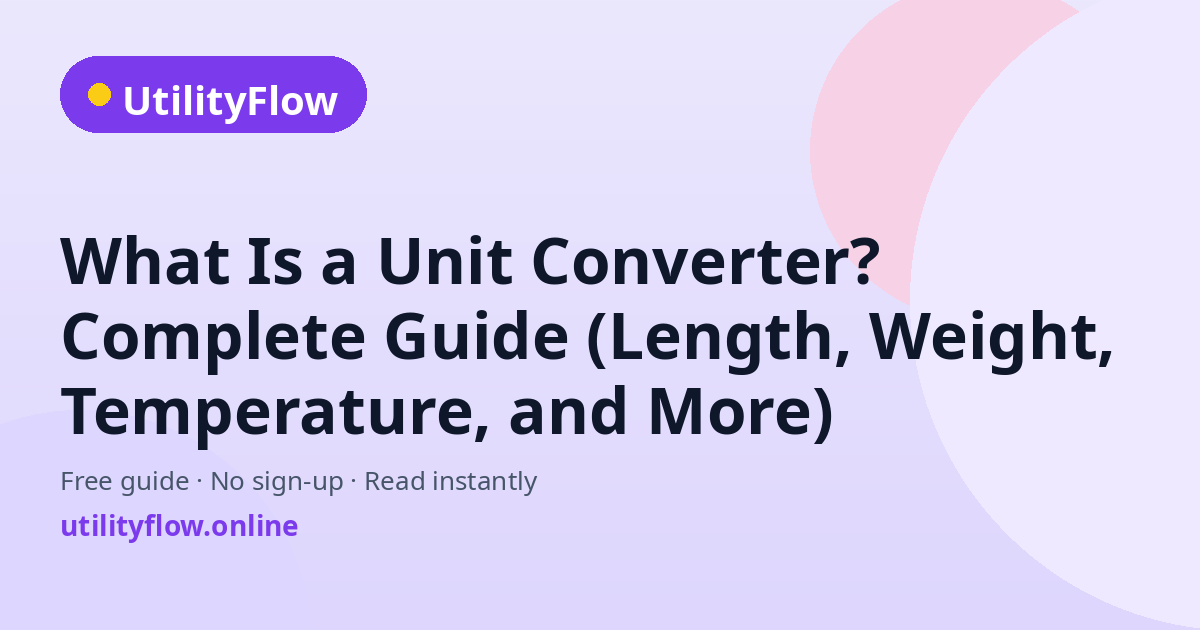 UtilityFlow
What Is a Unit Converter?
Complete Guide (Length, Weight,
Temperature, and More)
Free guide · No sign-up · Read instantly
utilityflow.online